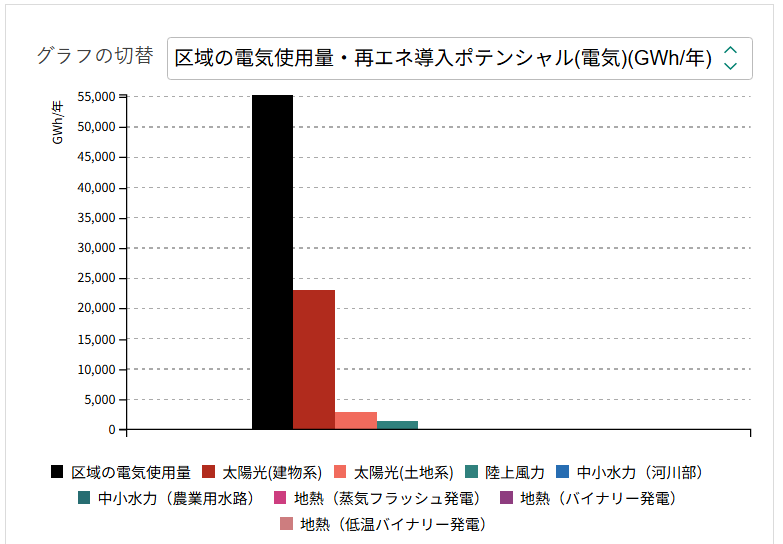 グラフの切替
区域の電気使用量・再エネ導入ポテンシャル(電気)(GWh/年)
GWh/年
55,000
50,000
45,000
40,000
35,000
30,000
25,000
20,000
15,000
10,000
5,000
0
区域の電気使用量 太陽光(建物系) 太陽光(土地系) 陸上風力 中小水力（河川部）
中小水力（農業用水路） 地熱（蒸気フラッシュ発電） 地熱（バイナリー発電）
地熱（低温バイナリー発電）